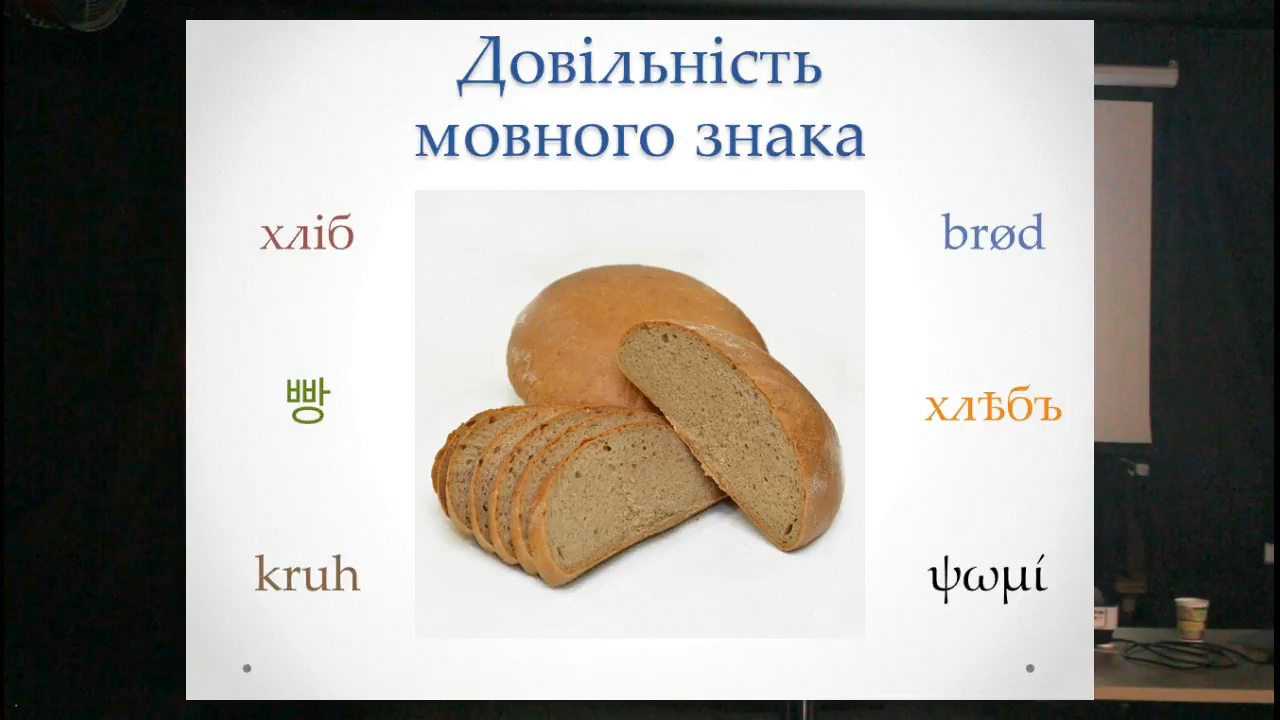 Довільність
мовного знака
хліб
brød
빵
хлѣбъ
kruh
ψωμί